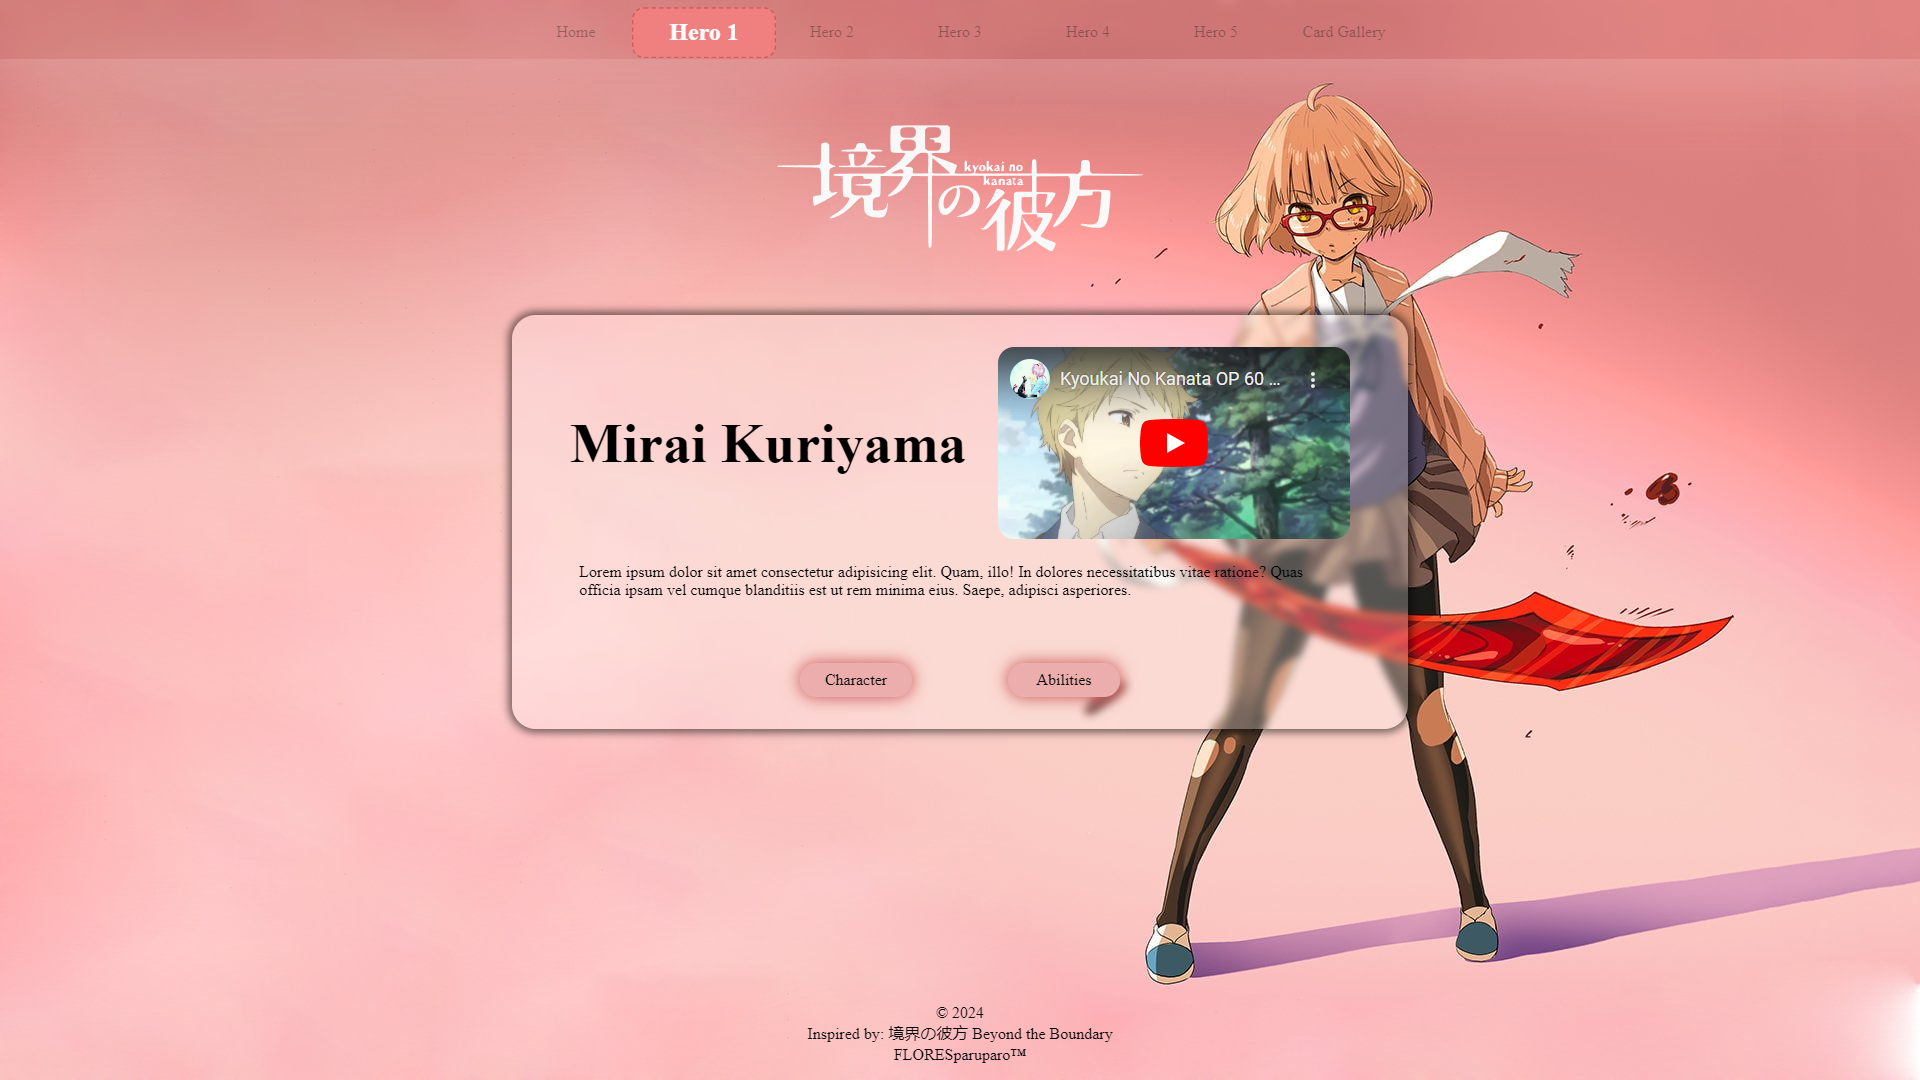 Home
Hero 1
Hero 2
Hero 3
Hero 4
Hero 5
Card Gallery
境界の彼方
kyokai no
kanata
Mirai Kuriyama
Kyoukai No Kanata OP 60 ...
Lorem ipsum dolor sit amet consectetur adipisicing elit. Quam, illo! In dolores necessitatibus vitae ratione? Quas
officia ipsam vel cumque blanditiis est ut rem minima eius. Saepe, adipisci asperiores.
Character
Abilities
© 2024
Inspired by: 境界の彼方 Beyond the Boundary
FLORESparuparo™